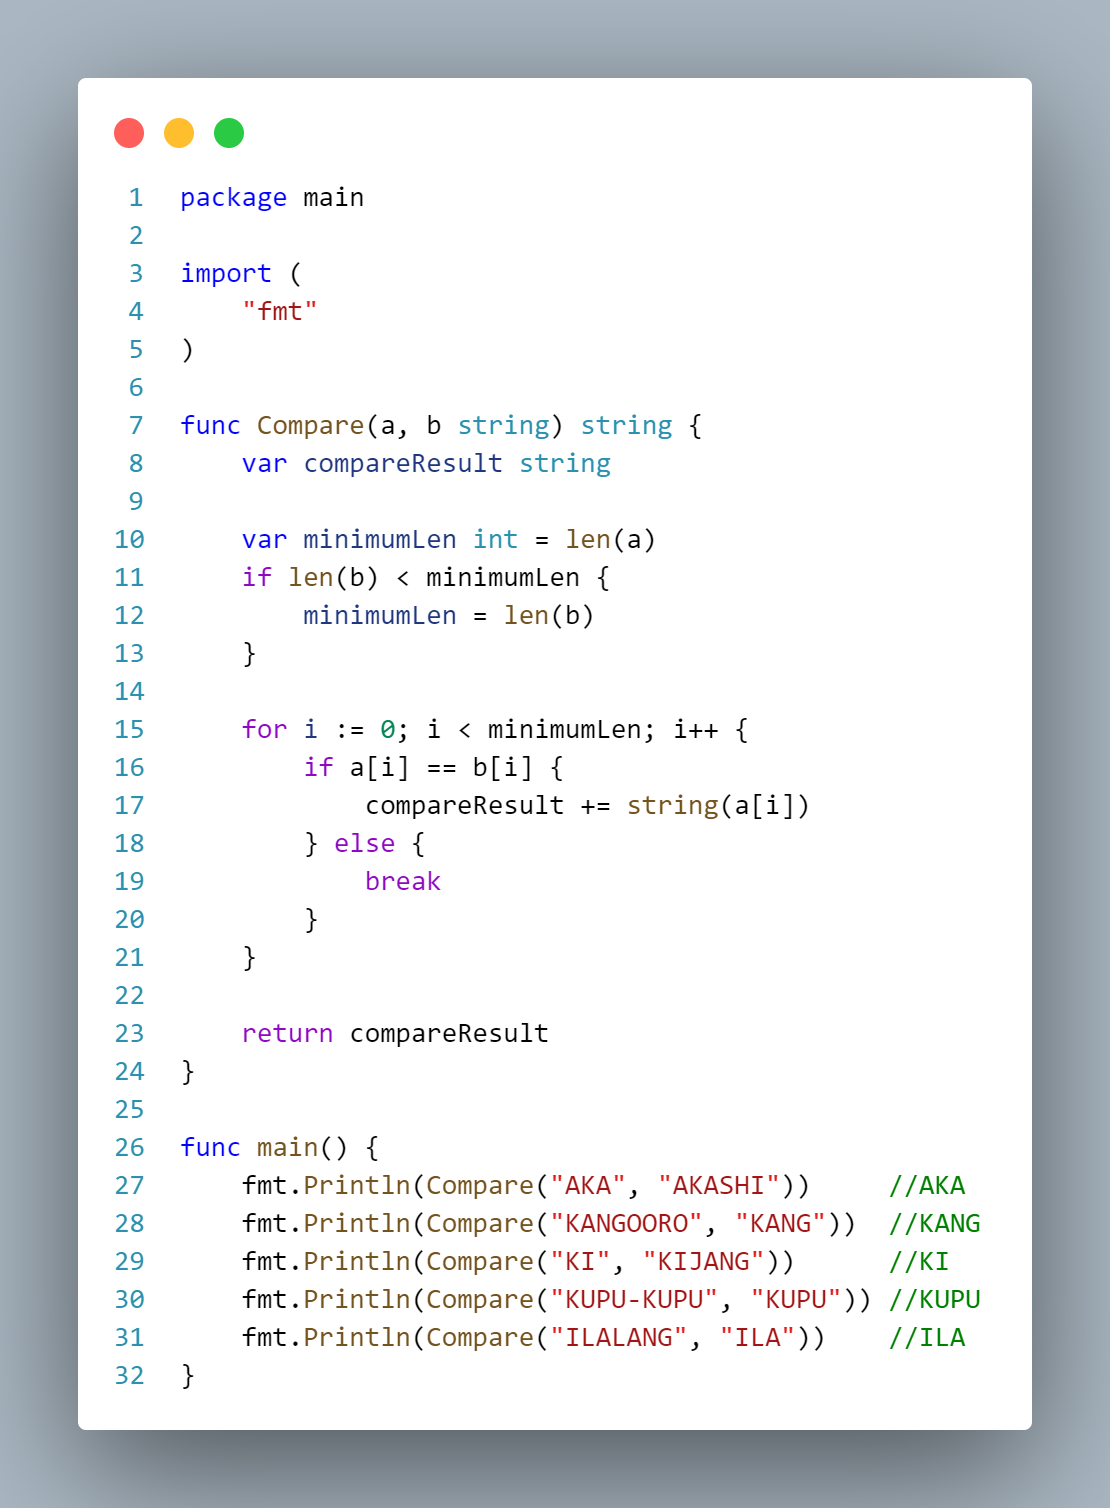 1 package main
2
3 import (
4     "fmt"
5 )
6
7 func Compare(a, b string) string {
8     var compareResult string
9
10     var minimumLen int = len(a)
11     if len(b) < minimumLen {
12         minimumLen = len(b)
13     }
14
15     for i := 0; i < minimumLen; i++ {
16         if a[i] == b[i] {
17             compareResult += string(a[i])
18         } else {
19             break
20         }
21     }
22
23     return compareResult
24 }
25
26 func main() {
27     fmt.Println(Compare("AKA", "AKASHI"))     //AKA
28     fmt.Println(Compare("KANGOORO", "KANG"))  //KANG
29     fmt.Println(Compare("KI", "KIJANG"))      //KI
30     fmt.Println(Compare("KUPU-KUPU", "KUPU")) //KUPU
31     fmt.Println(Compare("ILALANG", "ILA"))    //ILA
32 }